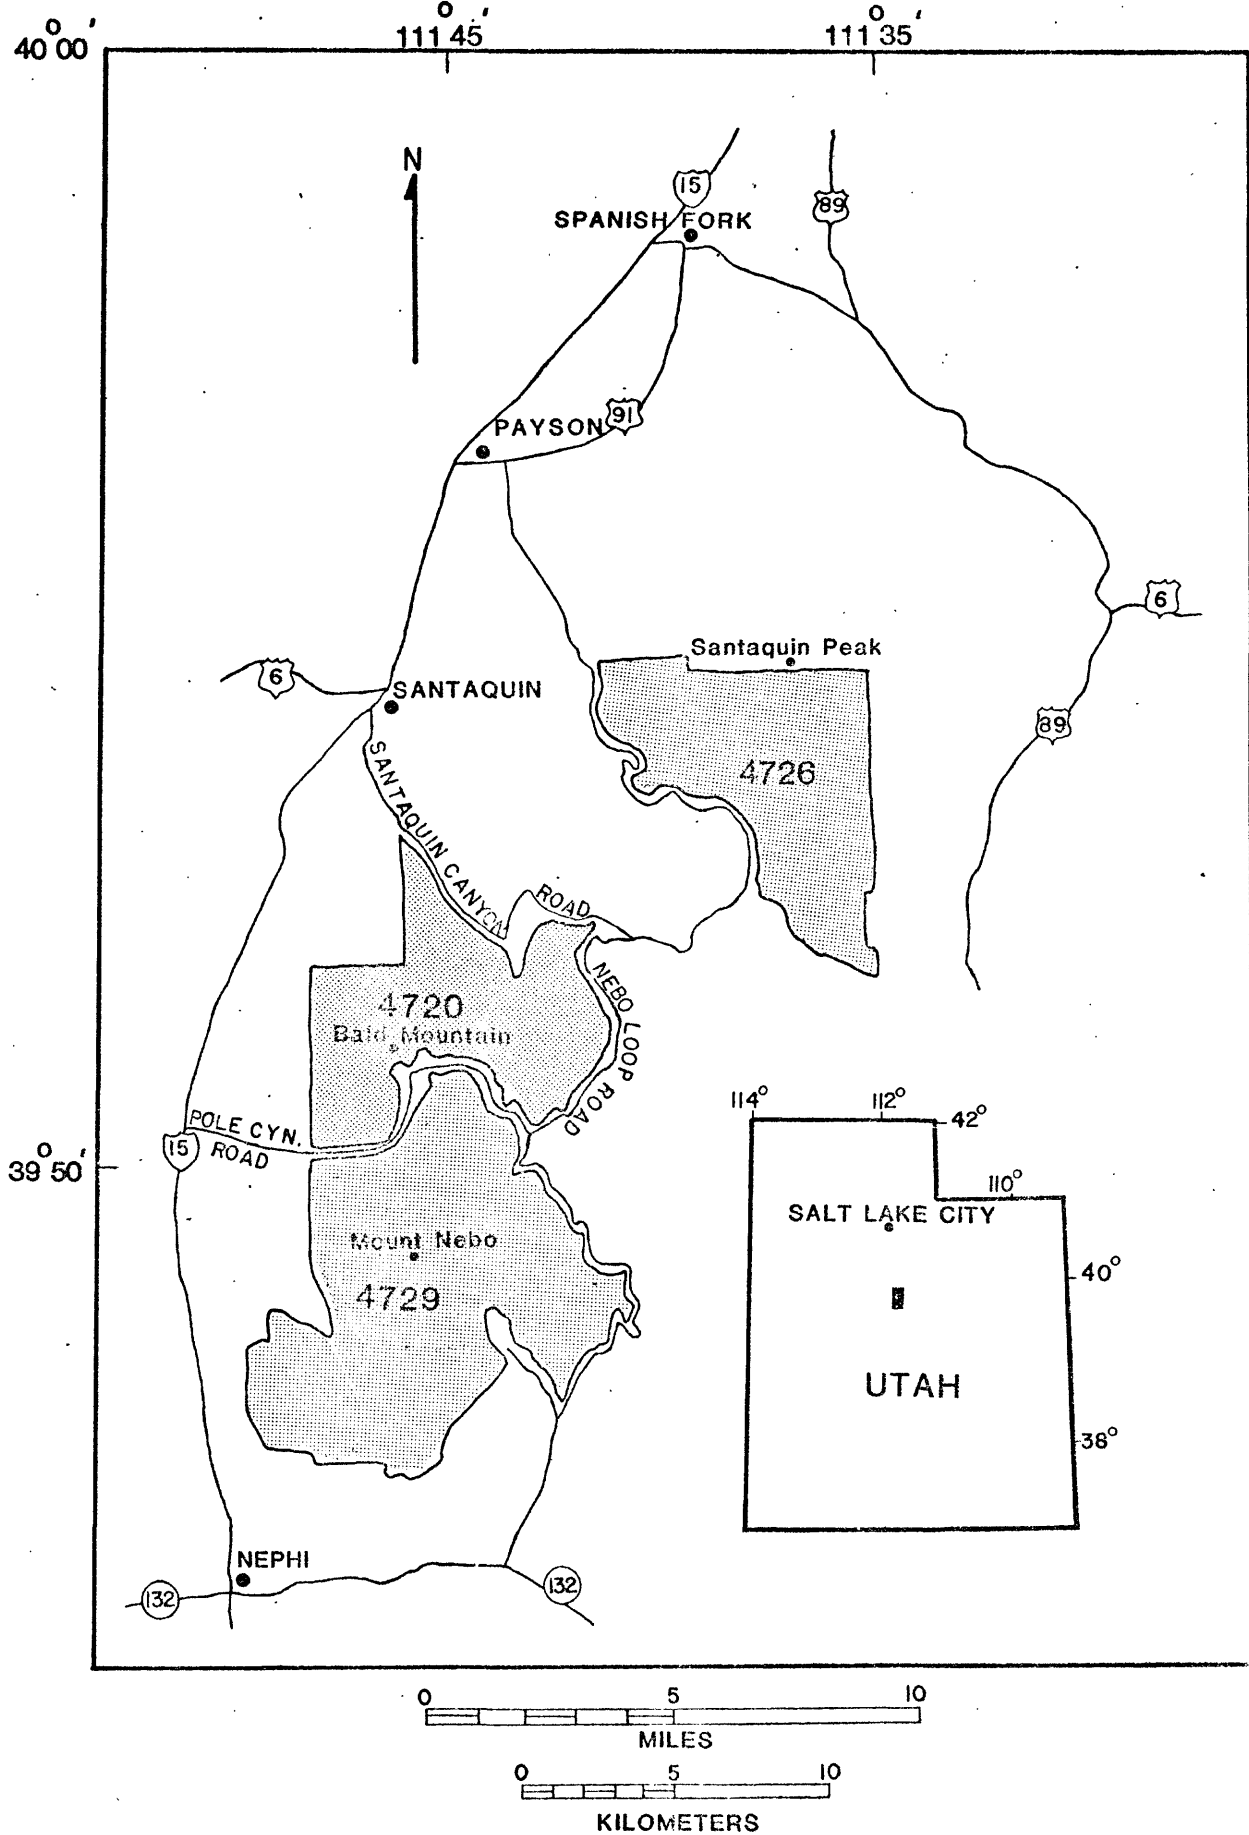 111°45'
111°35'
40°00'
N
15
89
SPANISH FORK
91
PAYSON
6
Santaquin Peak
6
SANTAQUIN
89
4726
SANTAQUIN CANYON
ROAD
NEBO LOOP ROAD
4720
Bald Mountain
POLE CYN.
ROAD
15
39°50'
Mount Nebo
4729
NEPHI
132
132
114°
112°
42°
110°
SALT LAKE CITY
40°
UTAH
38°
0 5 10
MILES
0 5 10
KILOMETERS